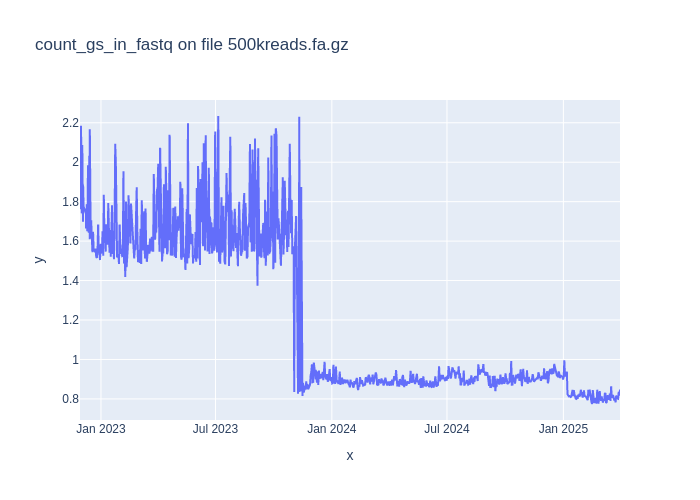 count_gs_in_fastq on file 500kreads.fa.gz
2.2
2
1.8
1.6
1.4
1.2
1
0.8
y
Jan 2023
Jul 2023
Jan 2024
Jul 2024
Jan 2025
x